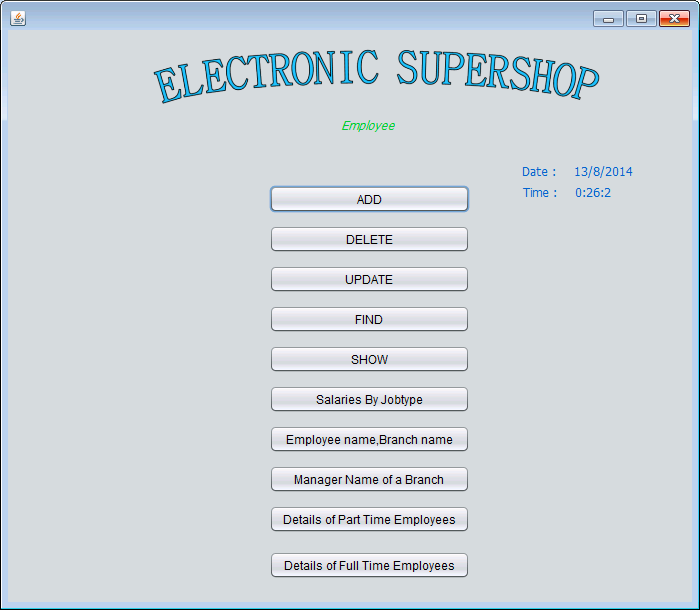 ELECTRONIC SUPERSHOP
Employee
Date : 13/8/2014
Time : 0:26:2
ADD
DELETE
UPDATE
FIND
SHOW
Salaries By Jobtype
Employee name,Branch name
Manager Name of a Branch
Details of Part Time Employees
Details of Full Time Employees